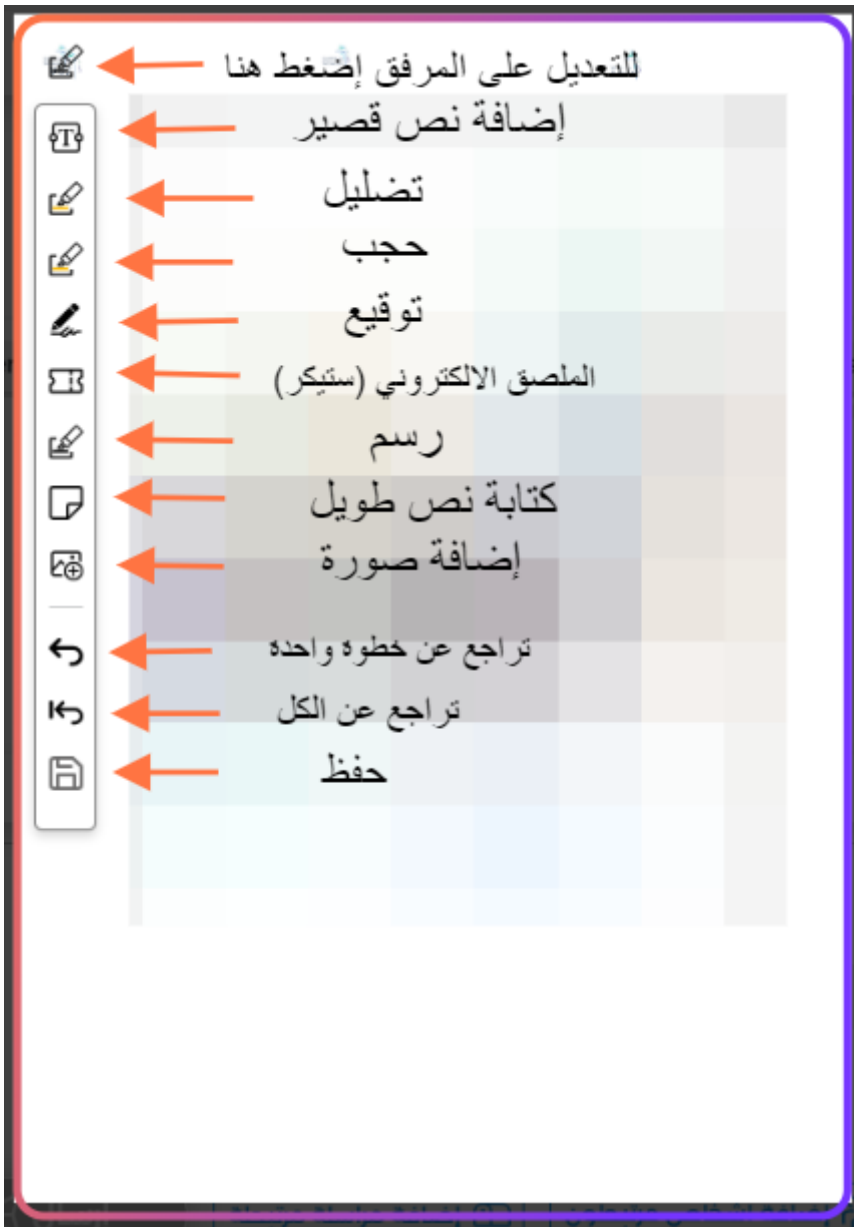 للتعديل على المرفق إضغط هنا
إضافة نص قصير
تضليل
حجب
توقيع
الملصق الالكتروني (ستيكر)
رسم
كتابة نص طويل
إضافة صورة
تراجع عن خطوة واحدة
تراجع عن الكل
حفظ